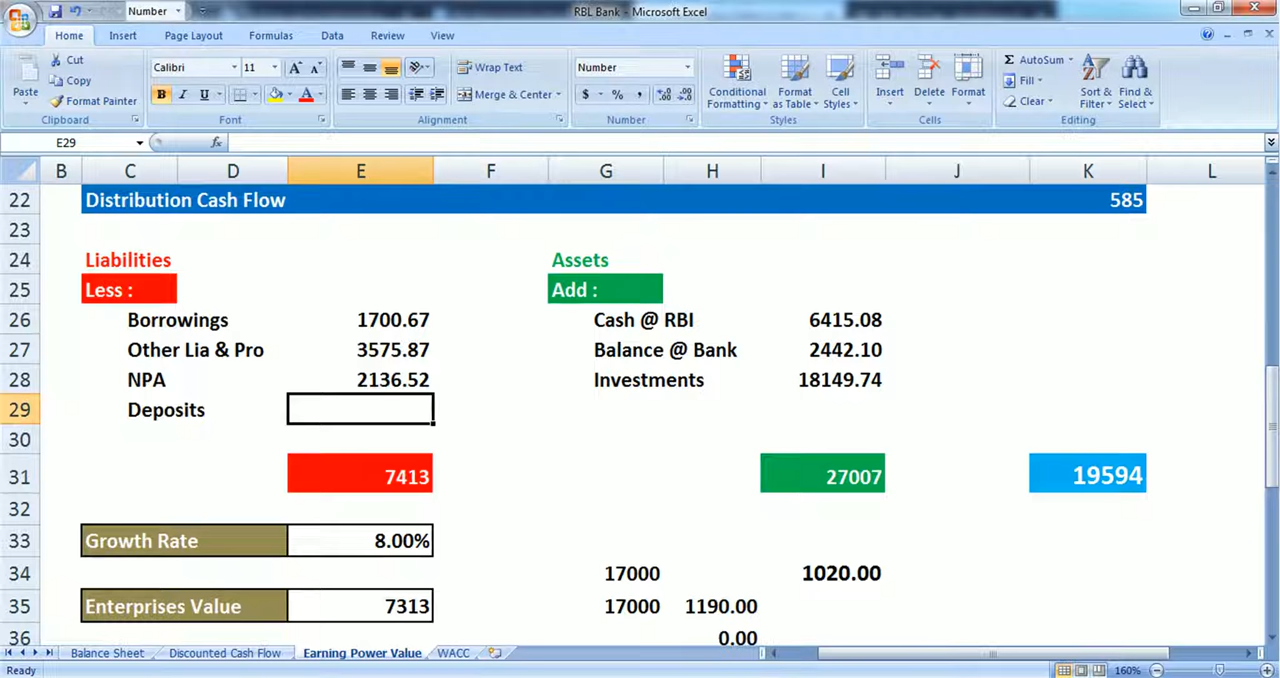 Number
RBL Bank - Microsoft Excel
Home Insert Page Layout Formulas Data Review View
Paste
Cut
Copy
Format Painter
Clipboard
Calibri 11
B I U
Font
Wrap Text
Merge & Center
Alignment
Number
$ % ,
Number
Conditional Formatting
Format as Table
Cell Styles
Styles
Insert Delete Format
Cells
Σ AutoSum
Fill
Clear
Sort & Filter
Find & Select
Editing
E29 fx
B C D E F G H I J K L
22 Distribution Cash Flow 585
23
24 Liabilities Assets
25 Less : Add :
26 Borrowings 1700.67 Cash @ RBI 6415.08
27 Other Lia & Pro 3575.87 Balance @ Bank 2442.10
28 NPA 2136.52 Investments 18149.74
29 Deposits
30
31 7413 27007 19594
32
33 Growth Rate 8.00%
34 17000 1020.00
35 Enterprises Value 7313 17000 1190.00
36 0.00
Balance Sheet Discounted Cash Flow Earning Power Value WACC
Ready 160%